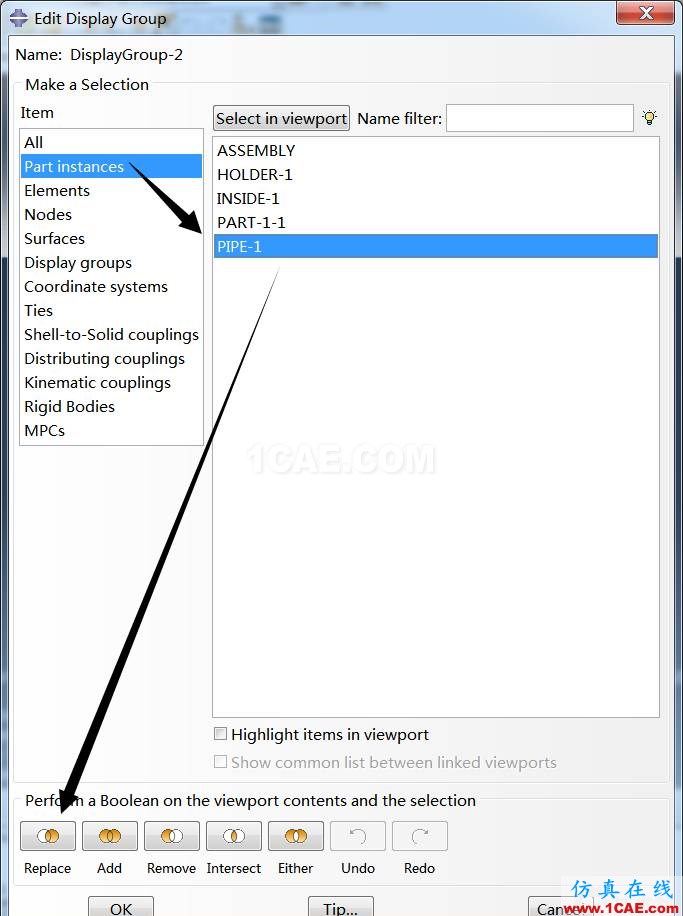 Edit Display Group
X
Name: DisplayGroup-2
Make a Selection
Item
Select in viewport Name filter:
All
Part instances
Elements
Nodes
Surfaces
Display groups
Coordinate systems
Ties
Shell-to-Solid couplings
Distributing couplings
Kinematic couplings
Rigid Bodies
MPCs
ASSEMBLY
HOLDER-1
INSIDE-1
PART-1-1
PIPE-1
1CAE.COM
Highlight items in viewport
Show common list between linked viewports
Perform a Boolean on the viewport contents and the selection
Replace Add Remove Intersect Either Undo Redo
OK Tip... Cance
仿真在线
www.1CAE.com